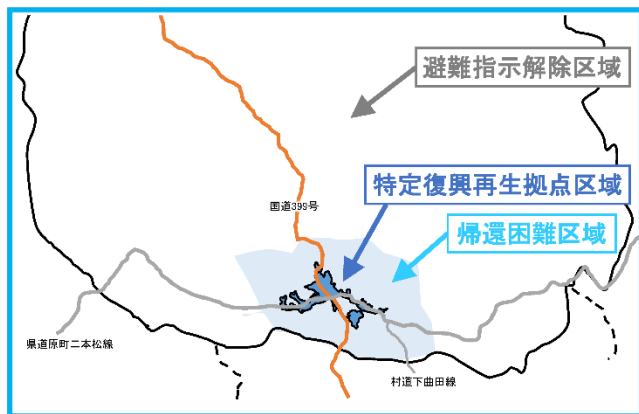 避難指示解除区域
特定復興再生拠点区域
国道399号
帰還困難区域
県道原町二本松線
村道下曲田線